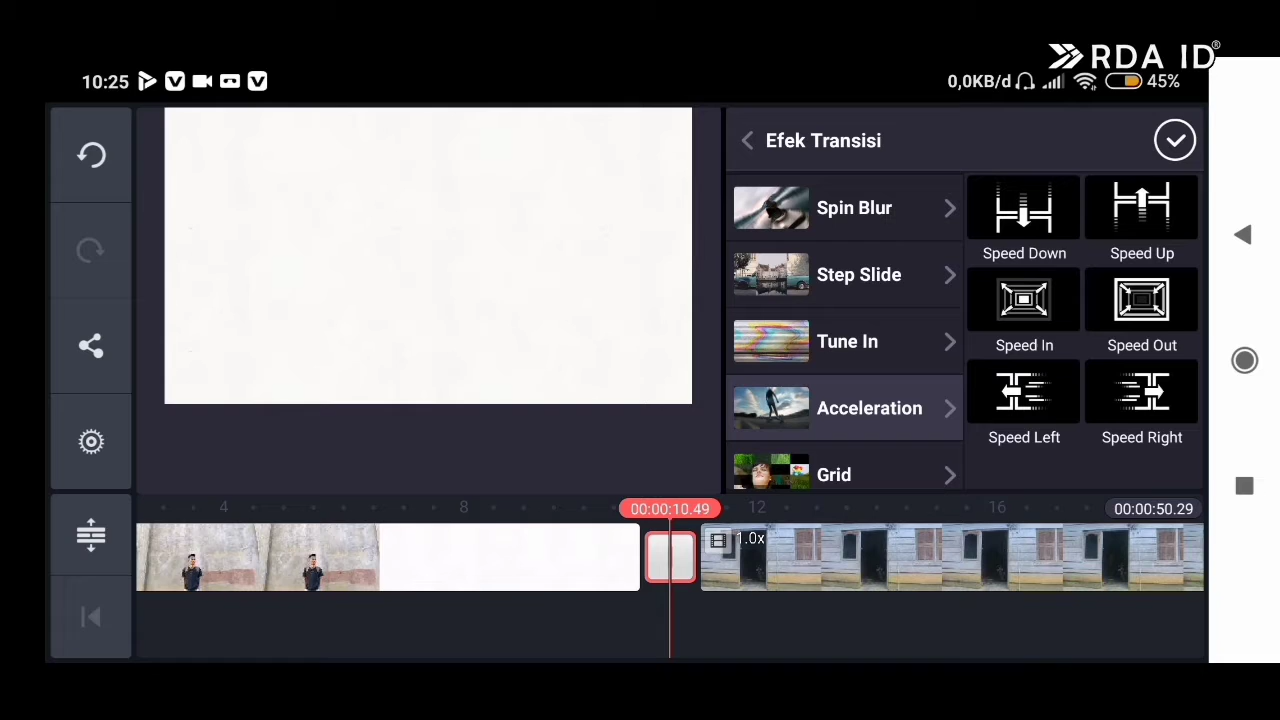 RDA ID®
10:25
0,0KB/d
45%
Efek Transisi
Spin Blur
Step Slide
Tune In
Acceleration
Grid
Speed Down
Speed Up
Speed In
Speed Out
Speed Left
Speed Right
4
8
00:00:10.49
12
16
00:00:50.29
1.0x